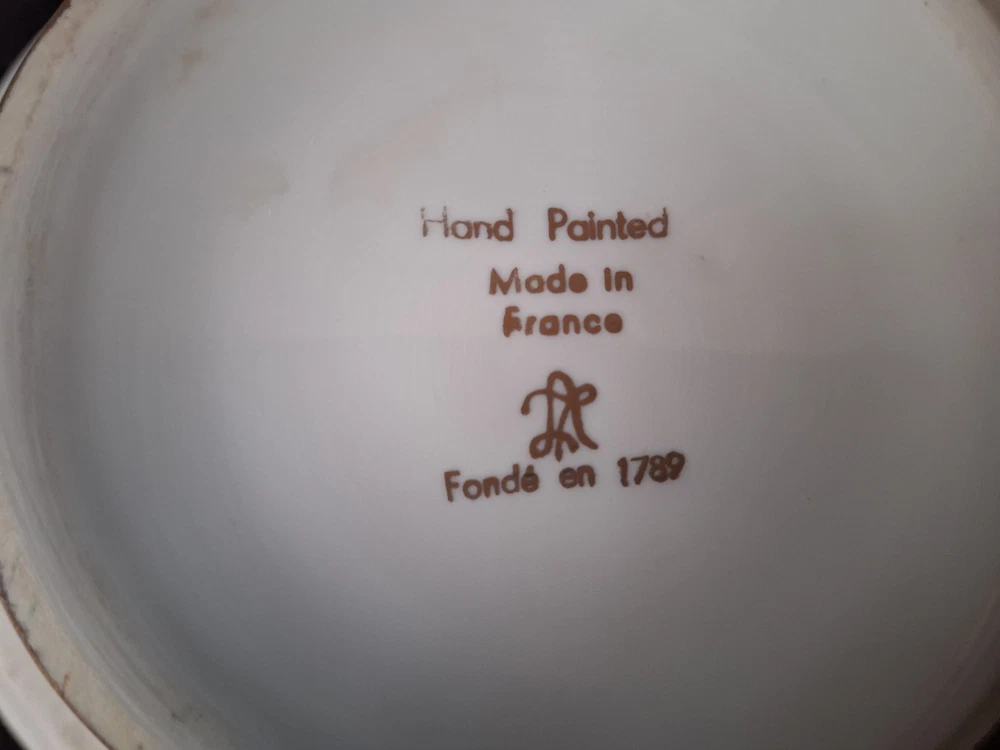 Hand Painted
Made in
France
Fondé en 1789